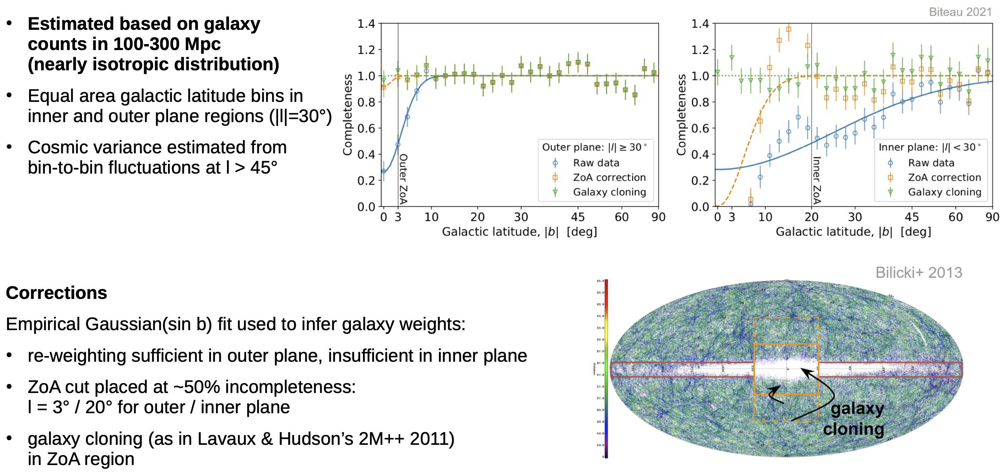 Biteau 2021
• Estimated based on galaxy
counts in 100-300 Mpc
(nearly isotropic distribution)
• Equal area galactic latitude bins in
inner and outer plane regions (|l|=30°)
• Cosmic variance estimated from
bin-to-bin fluctuations at l > 45°
1.4
1.2
1.0
0.8
0.6
0.4
0.2
0.0
Completeness
Outer ZoA
Outer plane: |l| ≥ 30°
Raw data
ZoA correction
Galaxy cloning
0 3 10 20 30 45 60 90
Galactic latitude, |b| [deg]
1.4
1.2
1.0
0.8
0.6
0.4
0.2
0.0
Completeness
Inner ZoA
Inner plane: |l| < 30°
Raw data
ZoA correction
Galaxy cloning
0 3 10 20 30 45 60 90
Galactic latitude, |b| [deg]
Corrections
Empirical Gaussian(sin b) fit used to infer galaxy weights:
• re-weighting sufficient in outer plane, insufficient in inner plane
• ZoA cut placed at ~50% incompleteness:
l = 3° / 20° for outer / inner plane
• galaxy cloning (as in Lavaux & Hudson’s 2M++ 2011)
in ZoA region
Bilicki+ 2013
galaxy
cloning